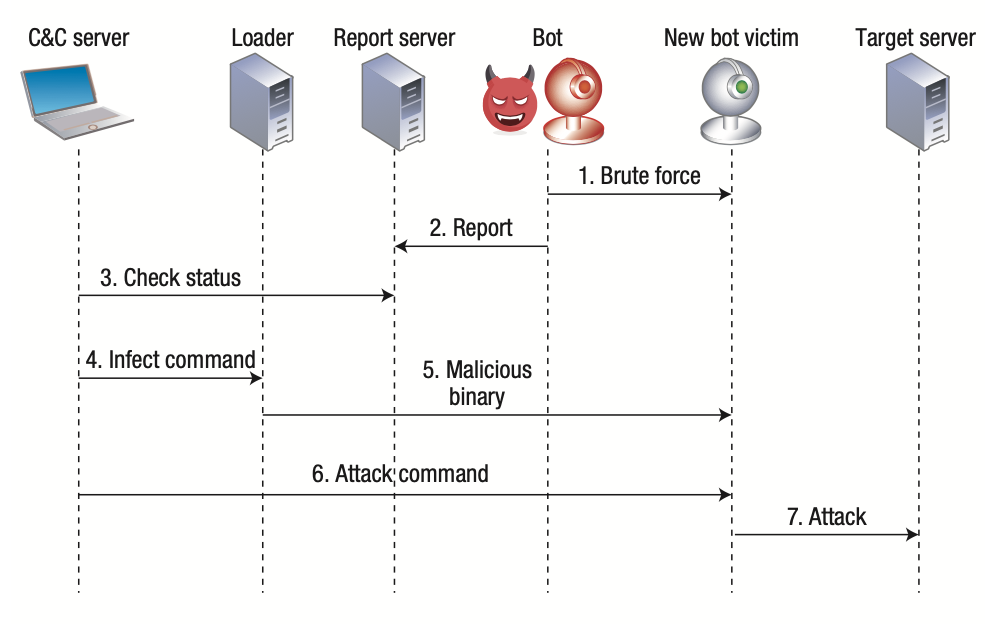 C&C server
Loader
Report server
Bot
New bot victim
Target server
1. Brute force
2. Report
3. Check status
4. Infect command
5. Malicious
binary
6. Attack command
7. Attack